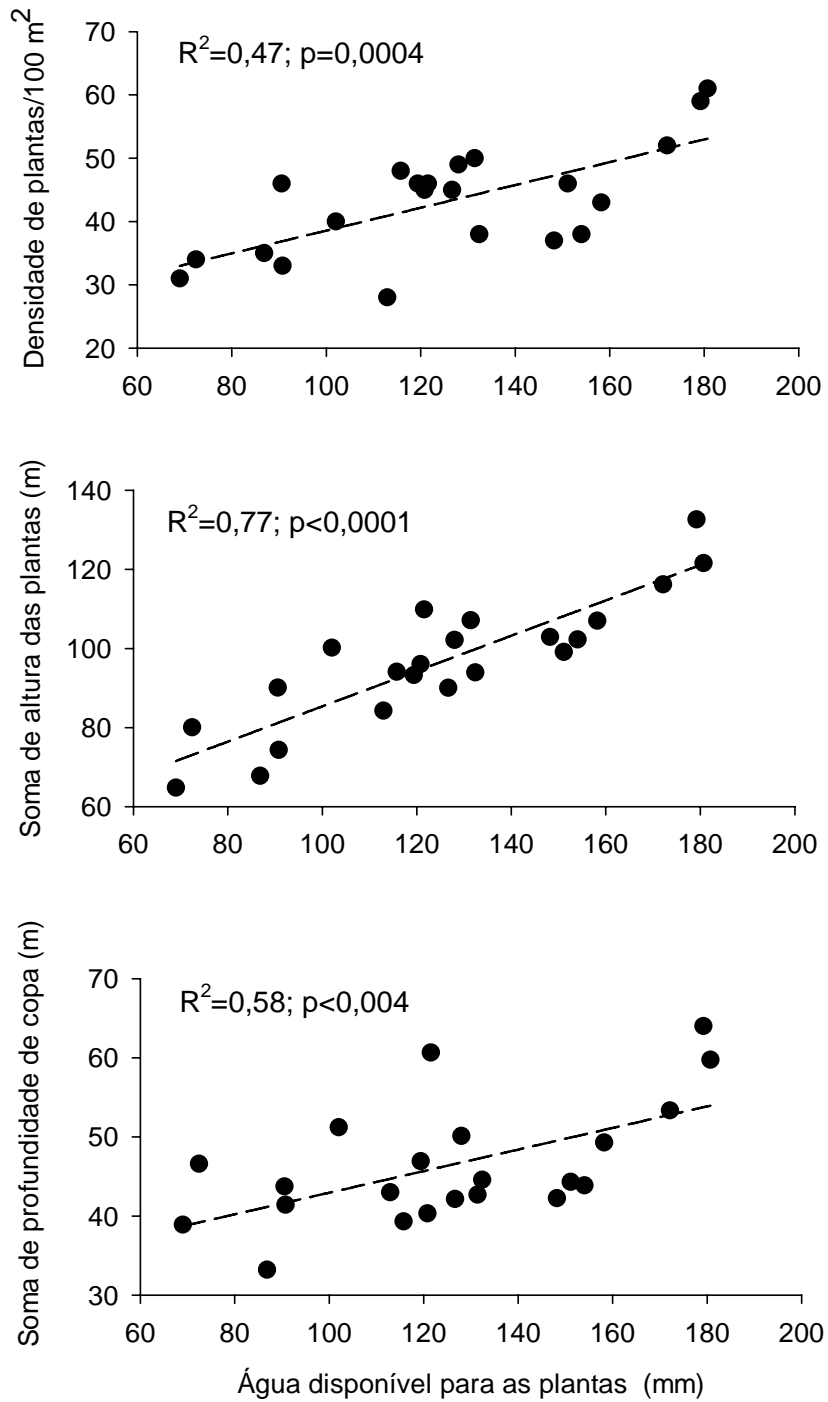 Densidade de plantas/100 m²
R²=0,47; p=0,0004
70
60
50
40
30
20
60 80 100 120 140 160 180 200
Soma de altura das plantas (m)
R²=0,77; p<0,0001
140
120
100
80
60
60 80 100 120 140 160 180 200
Soma de profundidade de copa (m)
R²=0,58; p<0,004
70
60
50
40
30
60 80 100 120 140 160 180 200
Água disponível para as plantas (mm)